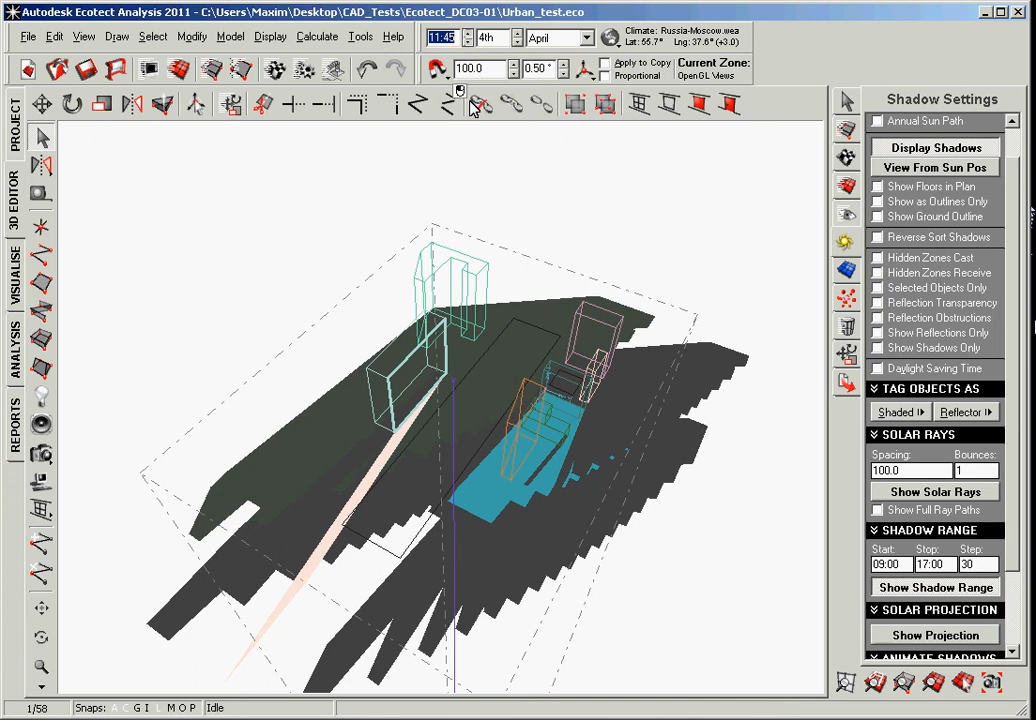 Autodesk Ecotect Analysis 2011 - C:\Users\Maxim\Desktop\CAD_Tests\Ecotect_DC03-01\Urban_test.eco
File Edit View Draw Select Modify Model Display Calculate Tools Help
11:45 4th April
Climate: Russia-Moscow.wea
Lat: 55.7° Lng: 37.6° (+3.0)
100.0 0.50 °
Apply to Copy
Proportional
Current Zone:
OpenGL Views
PROJECT
3D EDITOR
VISUALISE
ANALYSIS
REPORTS
Shadow Settings
Annual Sun Path
Display Shadows
View From Sun Pos
Show Floors in Plan
Show as Outlines Only
Show Ground Outline
Reverse Sort Shadows
Hidden Zones Cast
Hidden Zones Receive
Selected Objects Only
Reflection Transparency
Reflection Obstructions
Show Reflections Only
Show Shadows Only
Daylight Saving Time
TAG OBJECTS AS
Shaded Reflector
SOLAR RAYS
Spacing: Bounces:
100.0 1
Show Solar Rays
Show Full Ray Paths
SHADOW RANGE
Start: Stop: Step:
09:00 17:00 30
Show Shadow Range
SOLAR PROJECTION
Show Projection
ANIMATE SHADOWS
1/58 Snaps: A C G I L M O P Idle